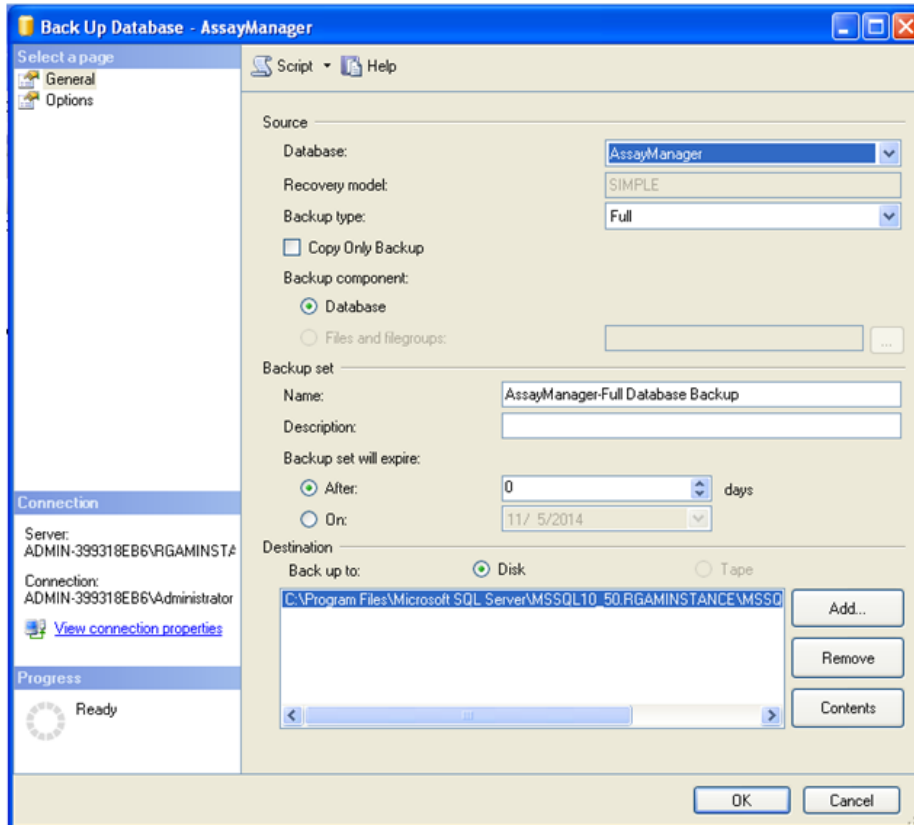 Back Up Database - AssayManager
Select a page
General
Options
Script Help
Source
Database: AssayManager
Recovery model: SIMPLE
Backup type: Full
Copy Only Backup
Backup component:
Database
Files and filegroups: ...
Backup set
Name: AssayManager-Full Database Backup
Description:
Backup set will expire:
After: 0 days
On: 11/ 5/2014
Destination
Back up to: Disk Tape
C:\Program Files\Microsoft SQL Server\MSSQL10_50.RGAMINSTANCE\MSSQ
Add...
Remove
Contents
Connection
Server:
ADMIN-399318EB6\RGAMINSTA
Connection:
ADMIN-399318EB6\Administrator
View connection properties
Progress
Ready
OK Cancel